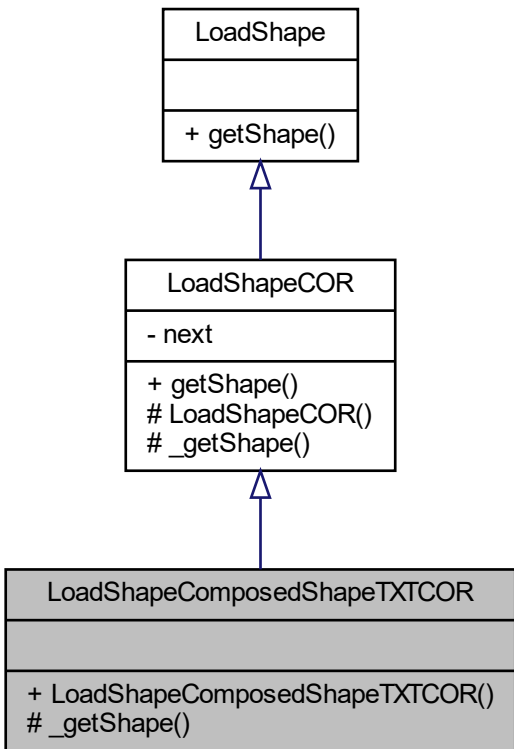 LoadShape
+ getShape()
LoadShapeCOR
- next
+ getShape()
# LoadShapeCOR()
# _getShape()
LoadShapeComposedShapeTXTCOR
+ LoadShapeComposedShapeTXTCOR()
# _getShape()